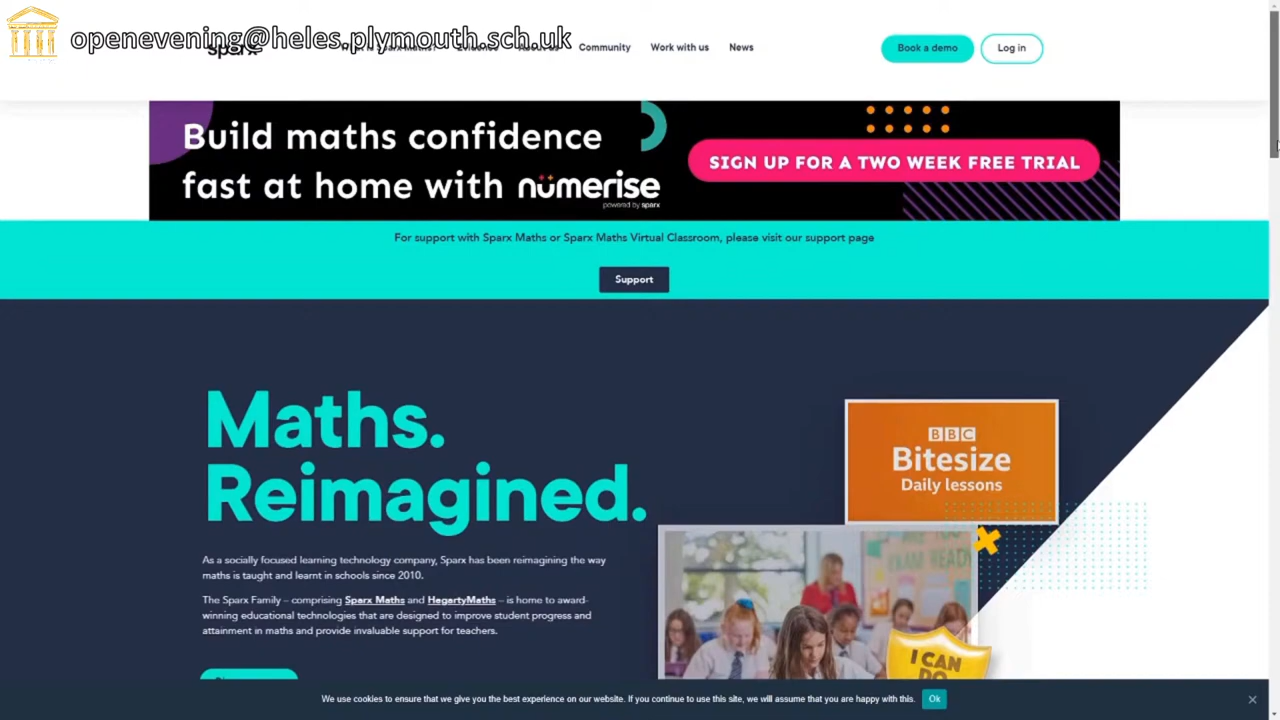 openevening@heles.plymouth.sch.uk
sparx
Community
Work with us
News
Book a demo
Log in
Build maths confidence
fast at home with numerise
powered by sparx
SIGN UP FOR A TWO WEEK FREE TRIAL
For support with Sparx Maths or Sparx Maths Virtual Classroom, please visit our support page
Support
Maths.
Reimagined.
BBC
Bitesize
Daily lessons
As a socially focused learning technology company, Sparx has been reimagining the way
maths is taught and learnt in schools since 2010.
The Sparx Family – comprising Sparx Maths and HegartyMaths – is home to award-
winning educational technologies that are designed to improve student progress and
attainment in maths and provide invaluable support for teachers.
EXAM READY
I CAN
DO
We use cookies to ensure that we give you the best experience on our website. If you continue to use this site, we will assume that you are happy with this.
Ok